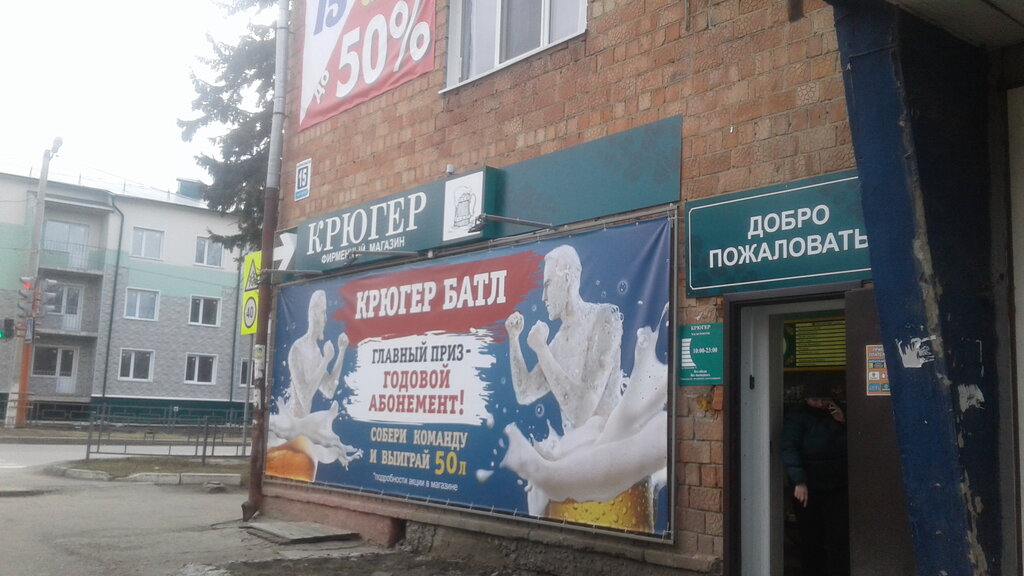 15
до 50%
15
КРЮГЕР
ФИРМЕННЫЙ МАГАЗИН
ДОБРО
ПОЖАЛОВАТЬ
40
КРЮГЕР БАТЛ
ГЛАВНЫЙ ПРИЗ-
ГОДОВОЙ
АБОНЕМЕНТ!
СОБЕРИ КОМАНДУ
И ВЫИГРАЙ 50л
*подробности акции в магазине
КРЮГЕР
10:00-23:00